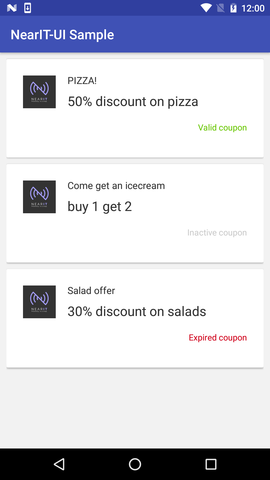 12:00
NearIT-UI Sample
NEARIT
PIZZA!
50% discount on pizza
Valid coupon
NEARIT
Come get an icecream
buy 1 get 2
Inactive coupon
NEARIT
Salad offer
30% discount on salads
Expired coupon